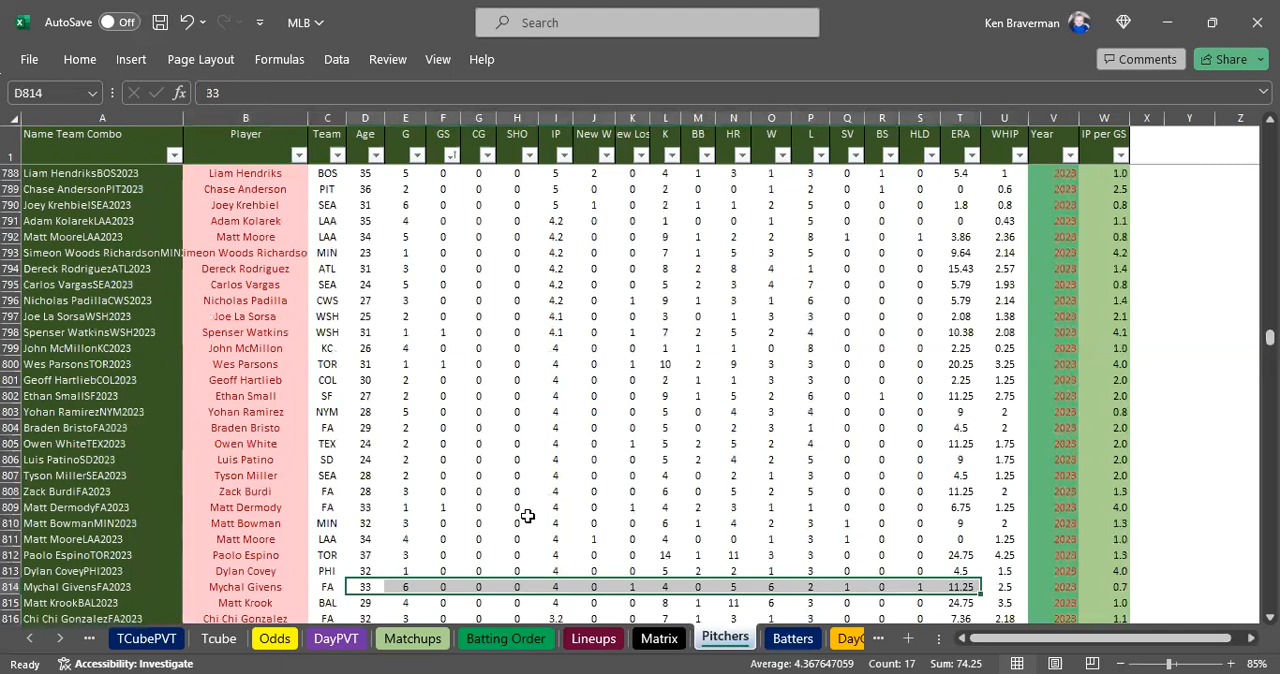 AutoSave Off MLB Search Ken Braverman
File Home Insert Page Layout Formulas Data Review View Help Comments Share
D814 fx 33
A B C D E F G H I J K L M N O P Q R S T U V W X Y Z
1 Name Team Combo Player Team Age G GS CG SHO IP New W ew Los K BB HR W L SV BS HLD ERA WHIP Year IP per GS
788 Liam HendriksBOS2023 Liam Hendriks BOS 35 5 0 0 0 5 2 0 4 1 3 1 3 0 1 0 5.4 1 2023 1.0
789 Chase AndersonPIT2023 Chase Anderson PIT 36 2 0 0 0 5 0 0 2 1 0 0 2 0 1 0 0 0.6 2023 2.5
790 Joey KrehbielSEA2023 Joey Krehbiel SEA 31 6 0 0 0 5 1 0 2 1 1 2 5 0 0 0 1.8 0.8 2023 0.8
791 Adam KolarekLAA2023 Adam Kolarek LAA 35 4 0 0 0 4.2 0 0 1 1 0 0 5 0 0 0 0 0.43 2023 1.1
792 Matt MooreLAA2023 Matt Moore LAA 34 5 0 0 0 4.2 0 0 9 1 2 2 8 1 0 1 3.86 2.36 2023 0.8
793 Simeon Woods RichardsonMIN imeon Woods Richardso MIN 23 1 0 0 0 4.2 0 0 7 1 5 3 5 0 0 0 9.64 2.14 2023 4.2
794 Dereck RodriguezATL2023 Dereck Rodriguez ATL 31 3 0 0 0 4.2 0 0 8 2 8 4 1 0 0 0 15.43 2.57 2023 1.4
795 Carlos VargasSEA2023 Carlos Vargas SEA 24 5 0 0 0 4.2 0 0 5 2 3 4 7 0 0 0 5.79 1.93 2023 0.8
796 Nicholas PadillaCWS2023 Nicholas Padilla CWS 27 3 0 0 0 4.2 0 1 9 1 3 1 6 0 0 0 5.79 2.14 2023 1.4
797 Joe La SorsaWSH2023 Joe La Sorsa WSH 25 2 0 0 0 4.1 0 0 5 1 1 1 3 0 0 0 2.08 1.38 2023 2.1
798 Spenser WatkinsWSH2023 Spenser Watkins WSH 31 1 1 0 0 4.1 0 1 7 2 5 2 4 0 0 0 10.38 2.08 2023 4.1
799 John McMillonKC2023 John McMillon KC 26 4 0 0 0 4 0 0 1 1 1 0 8 0 0 0 2.25 0.25 2023 1.0
800 Wes ParsonsTOR2023 Wes Parsons TOR 31 1 1 0 0 4 0 1 10 2 9 3 3 0 0 0 20.25 3.25 2023 4.0
801 Geoff HartliebCOL2023 Geoff Hartlieb COL 30 2 0 0 0 4 0 0 2 1 1 3 3 0 0 0 2.25 1.25 2023 2.0
802 Ethan SmallSF2023 Ethan Small SF 27 2 0 0 0 4 0 0 9 1 5 2 6 0 1 0 11.25 2.75 2023 2.0
803 Yohan RamirezNYM2023 Yohan Ramirez NYM 28 5 0 0 0 4 0 0 5 0 4 3 4 0 0 0 9 2 2023 0.8
804 Braden BristoFA2023 Braden Bristo FA 28 2 0 0 0 4 0 0 5 0 2 3 4 0 0 0 4.5 2 2023 2.0
805 Owen WhiteTEX2023 Owen White TEX 24 2 0 0 0 4 0 1 5 2 5 2 4 0 0 0 11.25 1.75 2023 2.0
806 Luis PatinoSD2023 Luis Patino SD 24 2 0 0 0 4 0 0 5 2 4 2 5 0 0 0 9 1.75 2023 2.0
807 Tyson MillerSEA2023 Tyson Miller SEA 28 2 0 0 0 4 0 0 2 0 2 3 3 0 0 0 4.5 1.25 2023 2.0
808 Zack BurdiFA2023 Zack Burdi FA 28 3 0 0 0 4 0 0 6 0 5 2 5 0 0 0 11.25 2 2023 1.3
809 Matt DermodyFA2023 Matt Dermody FA 33 1 1 0 0 4 0 1 4 2 3 1 1 0 0 0 6.75 1.25 2023 4.0
810 Matt BowmanMIN2023 Matt Bowman MIN 32 3 0 0 0 4 0 0 6 1 4 2 3 1 0 0 9 2 2023 1.3
811 Matt MooreLAA2023 Matt Moore LAA 34 4 0 0 0 4 1 0 4 0 0 1 3 1 0 0 0 1.25 2023 1.0
812 Paolo EspinoTOR2023 Paolo Espino TOR 37 3 0 0 0 4 0 0 14 1 11 3 4 0 0 0 24.75 4.25 2023 1.3
813 Dylan CoveyPHI2023 Dylan Covey PHI 32 1 0 0 0 4 0 0 5 2 2 1 3 0 0 0 4.5 1.5 2023 4.0
814 Mychal GivensFA2023 Mychal Givens FA 33 6 0 0 0 4 0 1 4 0 5 6 2 1 0 1 11.25 2.5 2023 0.7
815 Matt KrookBAL2023 Matt Krook BAL 29 4 0 0 0 4 0 0 8 1 11 6 3 0 0 0 24.75 3.5 2023 1.0
816 Chi Chi GonzalezFA2023 Chi Chi Gonzalez FA 32 3 0 0 0 3.2 0 0 7 1 3 1 3 0 0 0 7.36 2.18 2023 1.1
TCubePVT Tcube Odds DayPVT Matchups Batting Order Lineups Matrix Pitchers Batters Day
Ready Accessibility: Investigate Average: 4.367647059 Count: 17 Sum: 74.25 85%